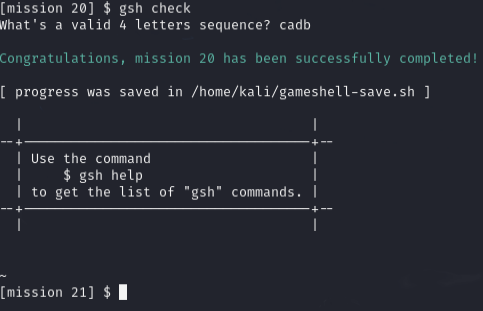 [mission 20] $ gsh check
What's a valid 4 letters sequence? cadb
Congratulations, mission 20 has been successfully completed!
[ progress was saved in /home/kali/gameshell-save.sh ]
Use the command
$ gsh help
to get the list of "gsh" commands.
~
[mission 21] $